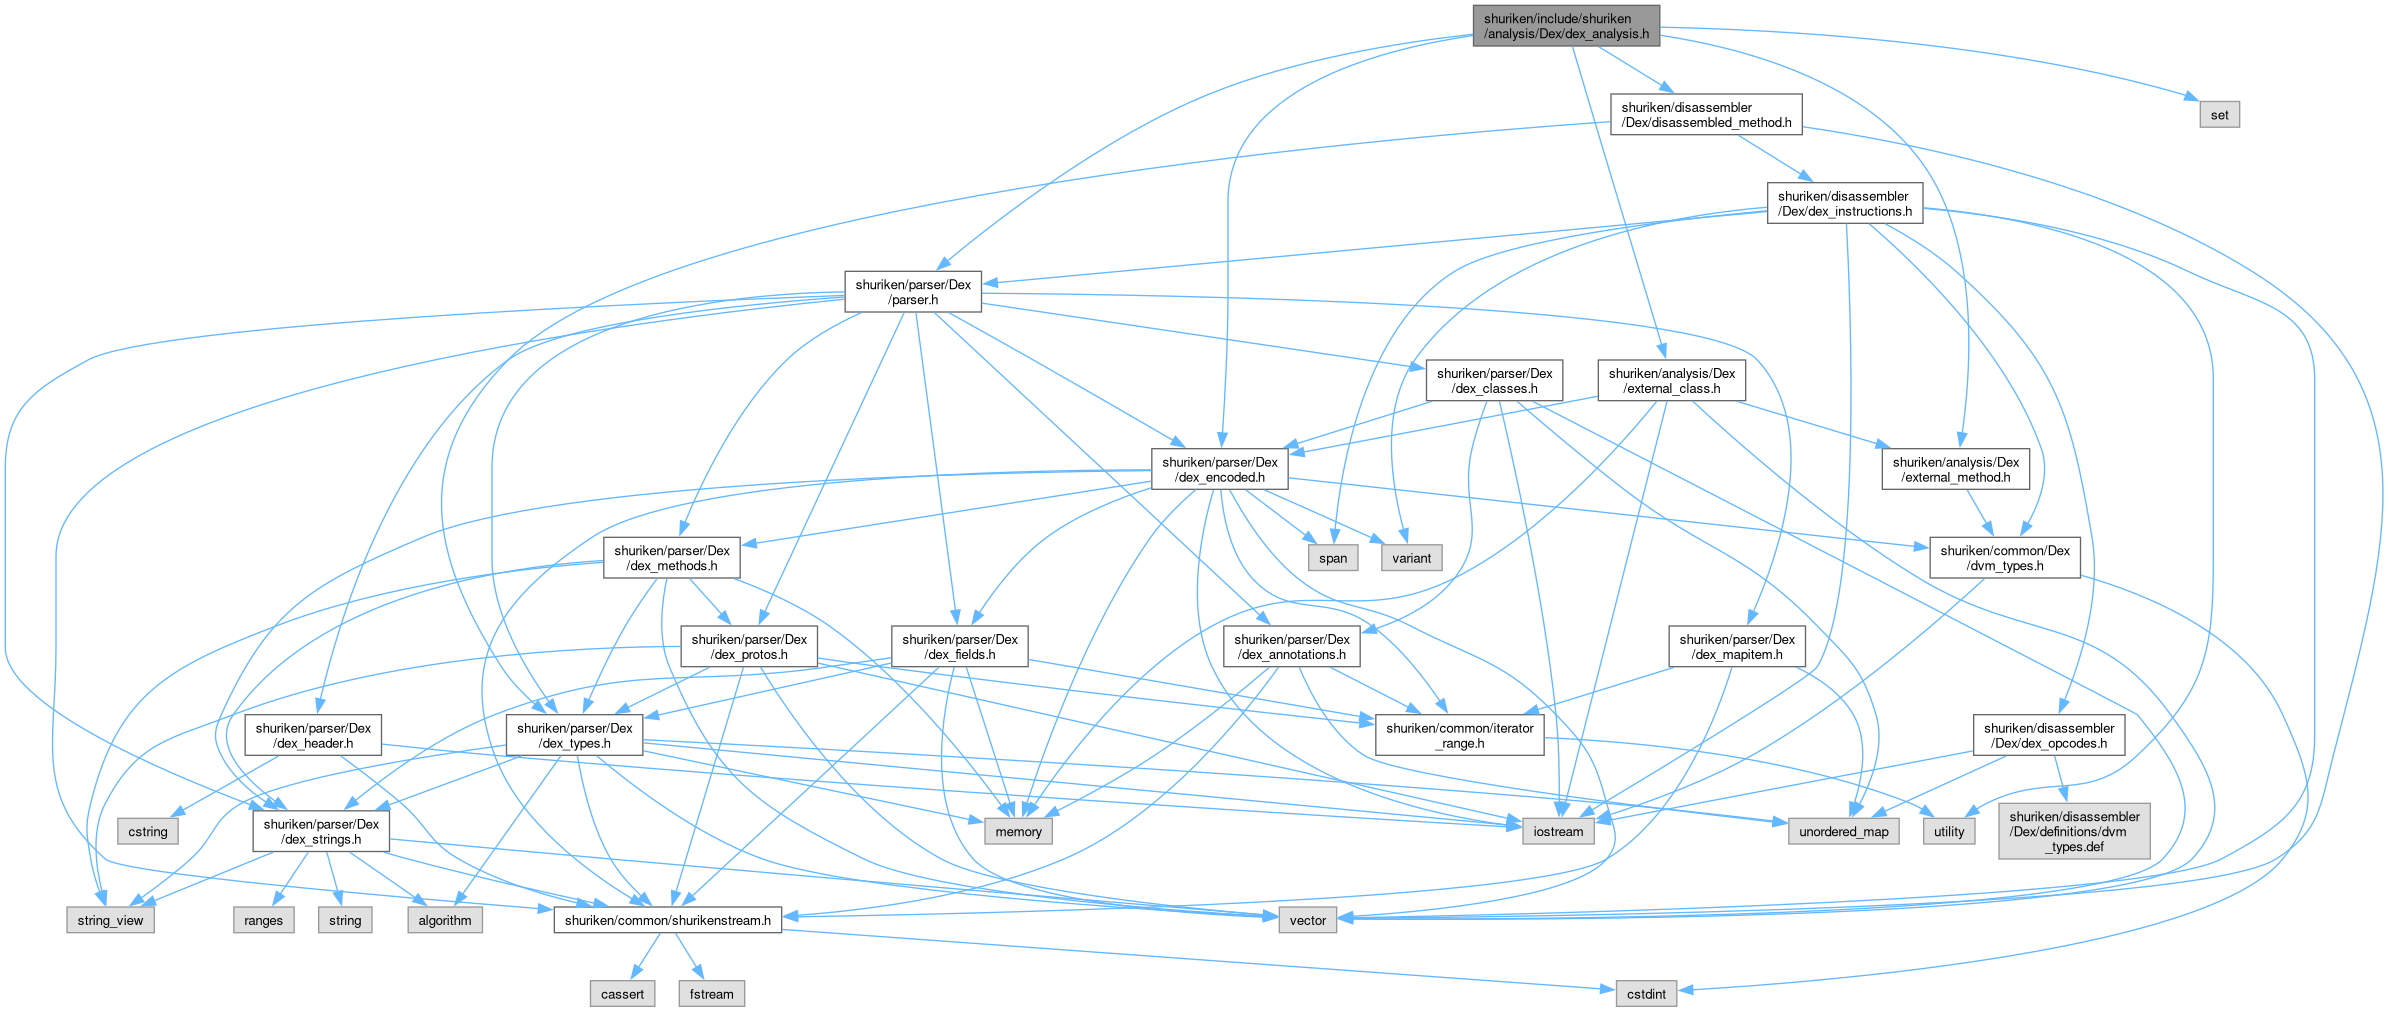 shuriken/include/shuriken
/analysis/Dex/dex_analysis.h
shuriken/disassembler
/Dex/disassembled_method.h
set
shuriken/disassembler
/Dex/dex_instructions.h
shuriken/parser/Dex
/parser.h
shuriken/parser/Dex
/dex_classes.h
shuriken/analysis/Dex
/external_class.h
shuriken/parser/Dex
/dex_encoded.h
shuriken/analysis/Dex
/external_method.h
shuriken/parser/Dex
/dex_methods.h
span
variant
shuriken/common/Dex
/dvm_types.h
shuriken/parser/Dex
/dex_protos.h
shuriken/parser/Dex
/dex_fields.h
shuriken/parser/Dex
/dex_annotations.h
shuriken/parser/Dex
/dex_mapitem.h
shuriken/parser/Dex
/dex_header.h
shuriken/parser/Dex
/dex_types.h
shuriken/common/iterator
_range.h
shuriken/disassembler
/Dex/dex_opcodes.h
cstring
shuriken/parser/Dex
/dex_strings.h
memory
iostream
unordered_map
utility
shuriken/disassembler
/Dex/definitions/dvm
_types.def
string_view
ranges
string
algorithm
shuriken/common/shurikenstream.h
vector
cassert
fstream
cstdint